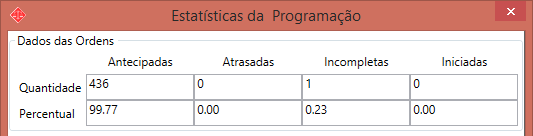 Estatísticas da Programação
Dados das Ordens
Antecipadas Atrasadas Incompletas Iniciadas
Quantidade 436 0 1 0
Percentual 99.77 0.00 0.23 0.00